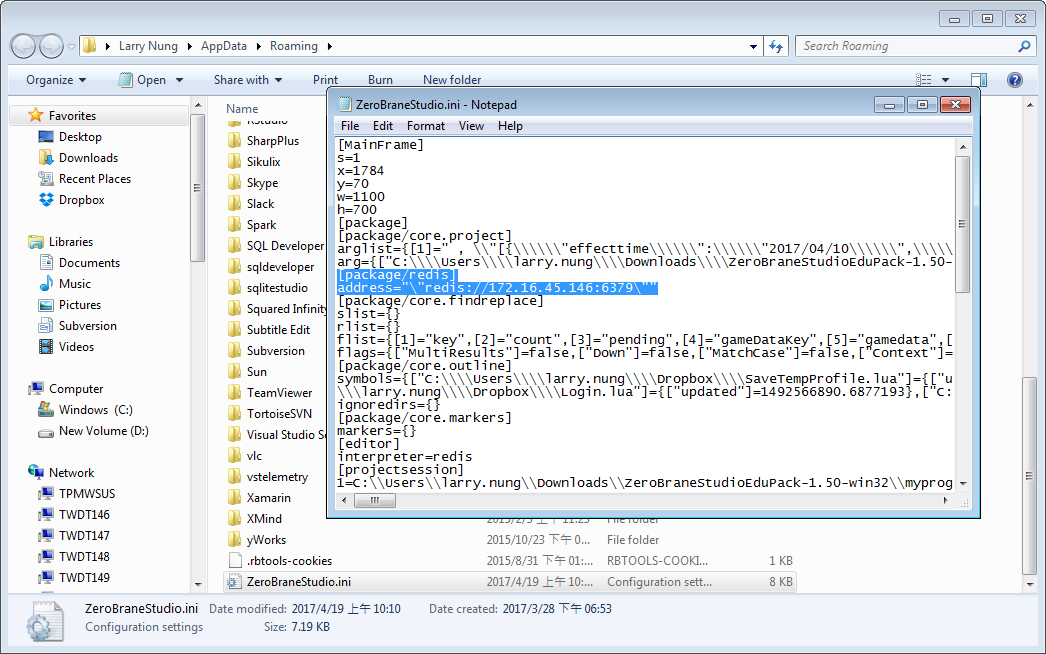 Larry Nung AppData Roaming
Search Roaming
Organize Open Share with Print Burn New folder
Favorites
Desktop
Downloads
Recent Places
Dropbox
Libraries
Documents
Music
Pictures
Subversion
Videos
Computer
Windows (C:)
New Volume (D:)
Network
TPMWSUS
TWDT146
TWDT147
TWDT148
TWDT149
Name
RStudio
SharpPlus
Sikulix
Skype
Slack
Spark
SQL Developer
sqldeveloper
sqlitestudio
Squared Infinity
Subtitle Edit
Subversion
Sun
TeamViewer
TortoiseSVN
Visual Studio Se
vlc
vstelemetry
Xamarin
XMind 2015/2/5 上午 11:25 File folder
yWorks 2015/10/23 下午 0... File folder
.rbtools-cookies 2015/8/31 下午 01:... RBTOOLS-COOKI... 1 KB
ZeroBraneStudio.ini 2017/4/19 上午 10:... Configuration sett... 8 KB
ZeroBraneStudio.ini - Notepad
File Edit Format View Help
[MainFrame]
s=1
x=1784
y=70
w=1100
h=700
[package]
[package/core.project]
arglist={[1]=" , \\"[{\\\\\\"effecttime\\\\\\":\\\\\\"2017/04/10\\\\\\",\\\\\
arg={["C:\\\\Users\\\\larry.nung\\\\Downloads\\\\ZeroBraneStudioEduPack-1.50-
[package/redis]
address="\"redis://172.16.45.146:6379\""
[package/core.findreplace]
slist={}
rlist={}
flist={[1]="key",[2]="count",[3]="pending",[4]="gameDataKey",[5]="gamedata",[
flags={["MultiResults"]=false,["Down"]=false,["MatchCase"]=false,["Context"]=
[package/core.outline]
symbols={["C:\\\\Users\\\\larry.nung\\\\Dropbox\\\\SaveTempProfile.lua"]={["u
\\\larry.nung\\\\Dropbox\\\\Login.lua"]={["updated"]=1492566890.6877193},["C:
ignoredirs={}
[package/core.markers]
markers={}
[editor]
interpreter=redis
[projectsession]
1=C:\\Users\\larry.nung\\Downloads\\ZeroBraneStudioEduPack-1.50-win32\\myprog
ZeroBraneStudio.ini Date modified: 2017/4/19 上午 10:10 Date created: 2017/3/28 下午 06:53
Configuration settings Size: 7.19 KB